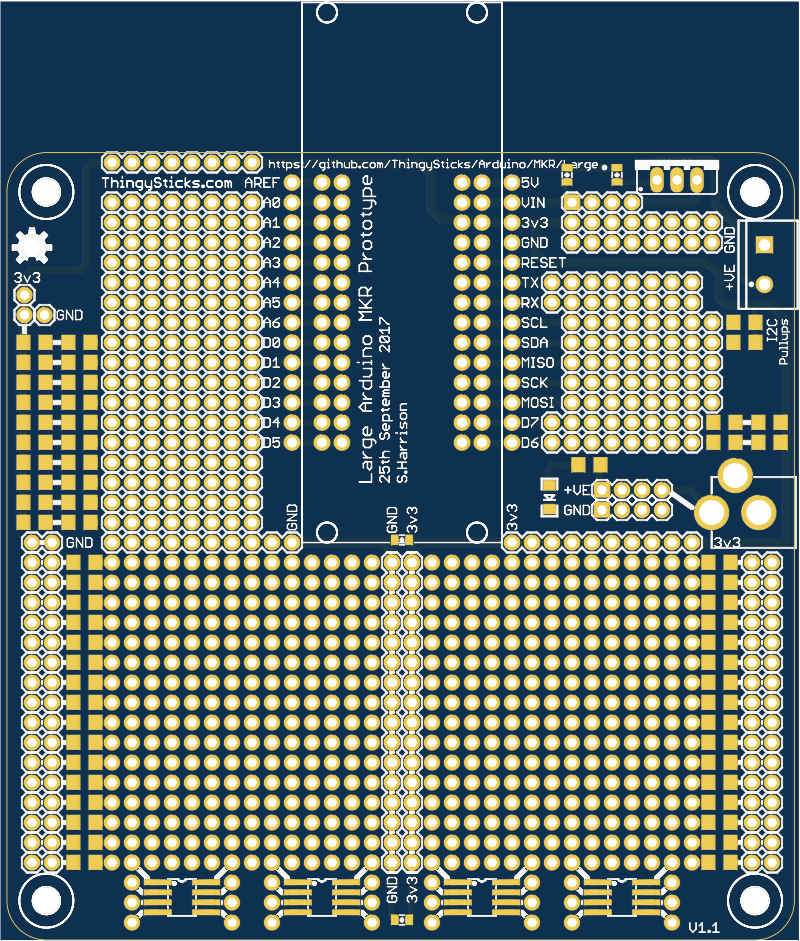 https://github.com/ThingySticks/Arduino/MKR/Large
ThingySticks.com
AREF
A0
A1
A2
A3
A4
A5
A6
D0
D1
D2
D3
D4
D5
Large Arduino MKR Prototype
25th September 2017
S.Harrison
5V
VIN
3v3
GND
RESET
TX
RX
SCL
SDA
MISO
SCK
MOSI
D7
D6
GND
+VE
I2C
Pullups
3v3
GND
+VE
GND
GND
GND
GND
3v3
3v3
3v3
GND
3v3
V1.1